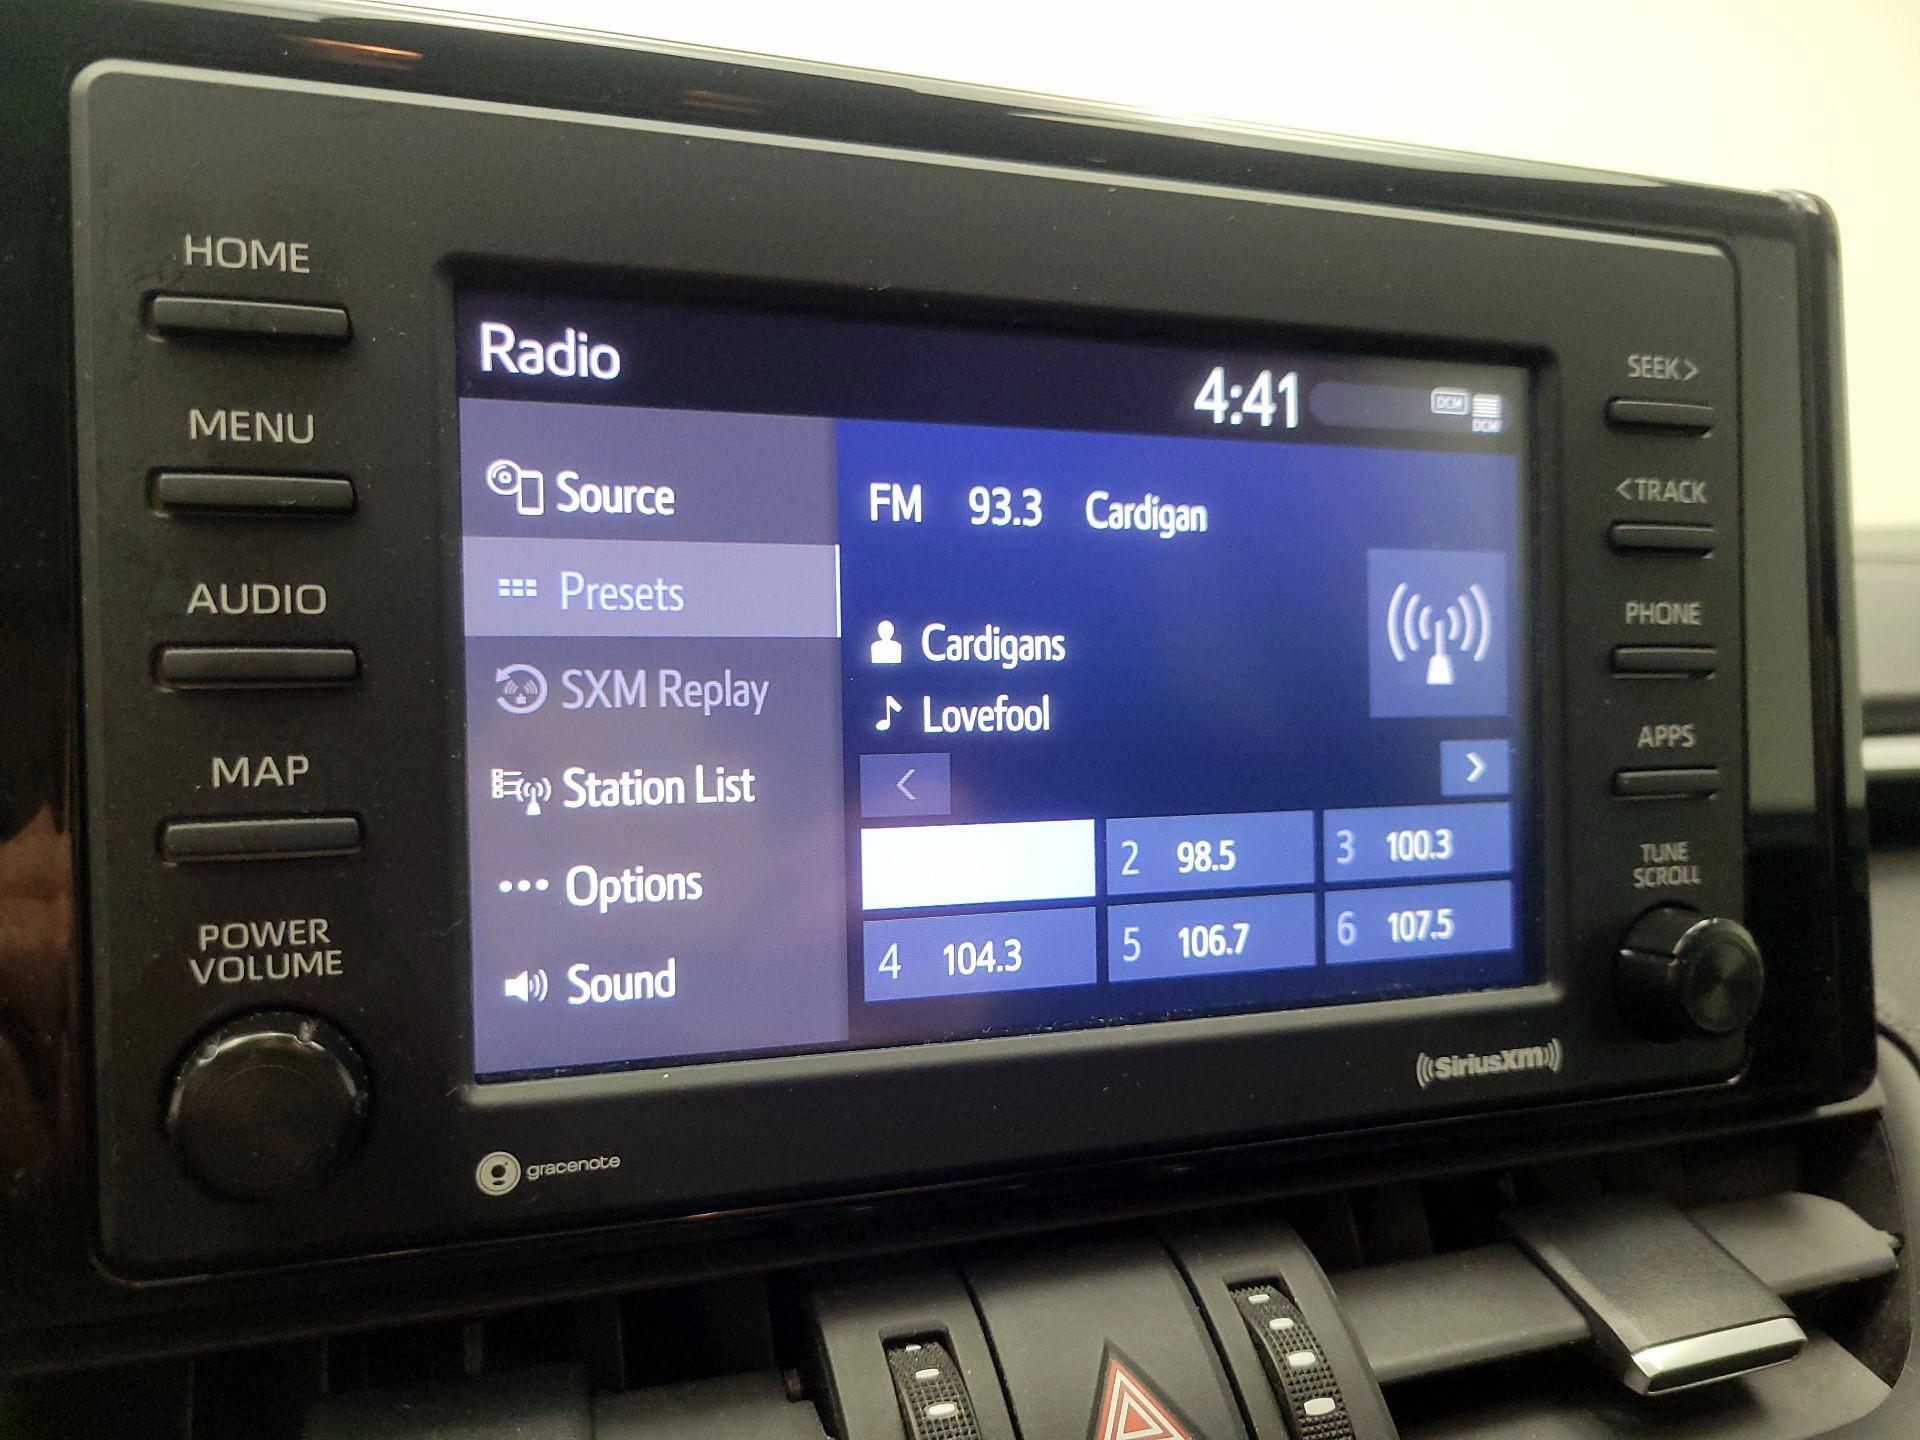 HOME
MENU
AUDIO
MAP
POWER
VOLUME
Radio
4:41
DCM
DCM
Source
Presets
SXM Replay
Station List
Options
Sound
FM 93.3 Cardigan
Cardigans
Lovefool
<
>
2 98.5
3 100.3
4 104.3
5 106.7
6 107.5
SEEK>
<TRACK
PHONE
APPS
TUNE
SCROLL
gracenote
((SiriusXM))